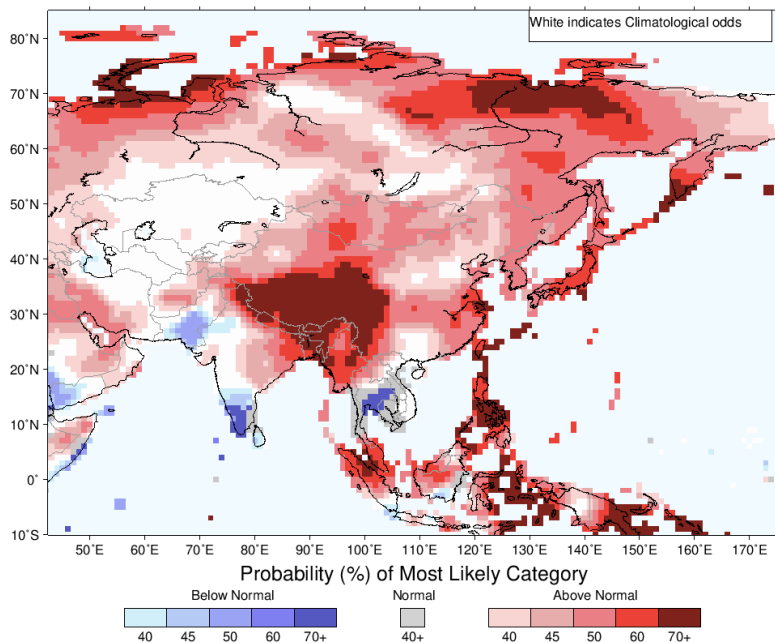 White indicates Climatological odds
80˚N
70˚N
60˚N
50˚N
40˚N
30˚N
20˚N
10˚N
0˚
10˚S
50˚E 60˚E 70˚E 80˚E 90˚E 100˚E 110˚E 120˚E 130˚E 140˚E 150˚E 160˚E 170˚E
Probability (%) of Most Likely Category
Below Normal Normal Above Normal
40 45 50 60 70+ 40+ 40 45 50 60 70+